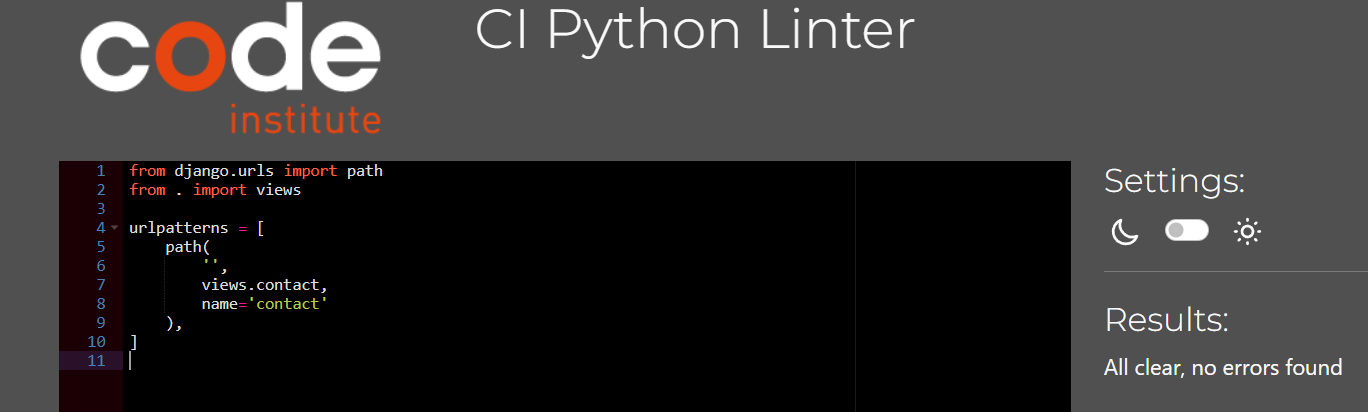 code
institute
CI Python Linter
1 from django.urls import path
2 from . import views
3
4 urlpatterns = [
5     path(
6         '',
7         views.contact,
8         name='contact'
9     ),
10 ]
11
Settings:
Results:
All clear, no errors found